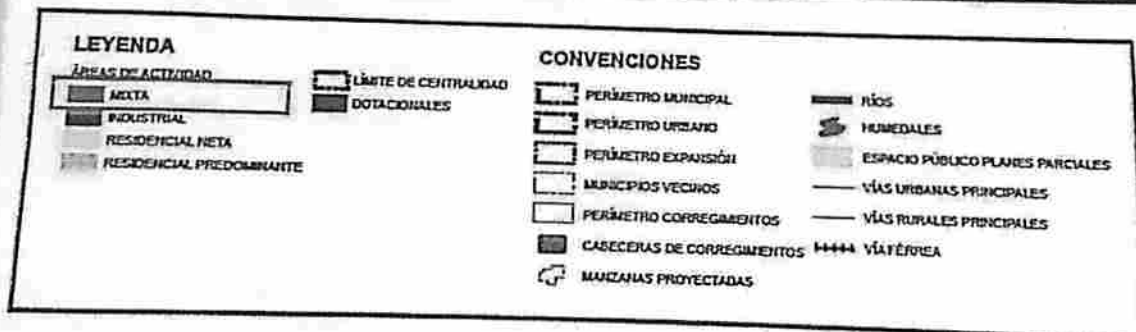 LEYENDA
ÁREAS DE ACTIVIDAD
MIXTA
INDUSTRIAL
RESIDENCIAL NETA
RESIDENCIAL PREDOMINANTE
LÍMITE DE CENTRALIDAD
DOTACIONALES
CONVENCIONES
PERÍMETRO MUNICIPAL
PERÍMETRO URBANO
PERÍMETRO EXPANSIÓN
MUNICIPIOS VECINOS
PERÍMETRO CORREGIMIENTOS
CABECERAS DE CORREGIMIENTOS
MANZANAS PROYECTADAS
RÍOS
HUMEDALES
ESPACIO PÚBLICO PLANES PARCIALES
VÍAS URBANAS PRINCIPALES
VÍAS RURALES PRINCIPALES
VÍA FÉRREA